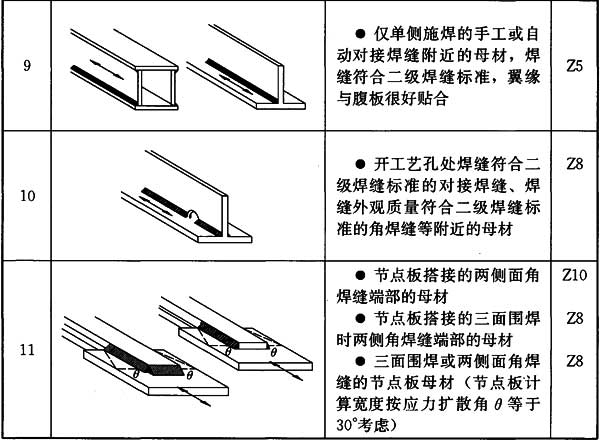 9
● 仅单侧施焊的手工或自
动对接焊缝附近的母材，焊
缝符合二级焊缝标准，翼缘
与腹板很好贴合
Z5
10
● 开工艺孔处焊缝符合二
级焊缝标准的对接焊缝、焊
缝外观质量符合二级焊缝标
准的角焊缝等附近的母材
Z8
11
θ
θ
θ
θ
● 节点板搭接的两侧面角
焊缝端部的母材
Z10
● 节点板搭接的三面围焊
时两侧角焊缝端部的母材
Z8
● 三面围焊或两侧面角焊
缝的节点板母材（节点板计
算宽度按应力扩散角 θ 等于
30°考虑）
Z8